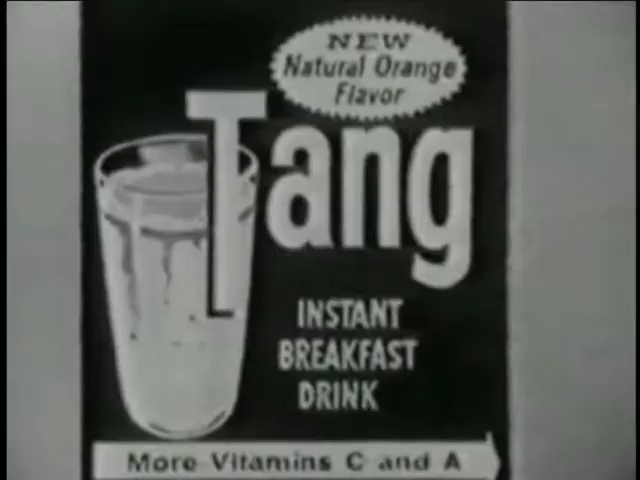 NEW
Natural Orange
Flavor
Tang
INSTANT
BREAKFAST
DRINK
More Vitamins C and A